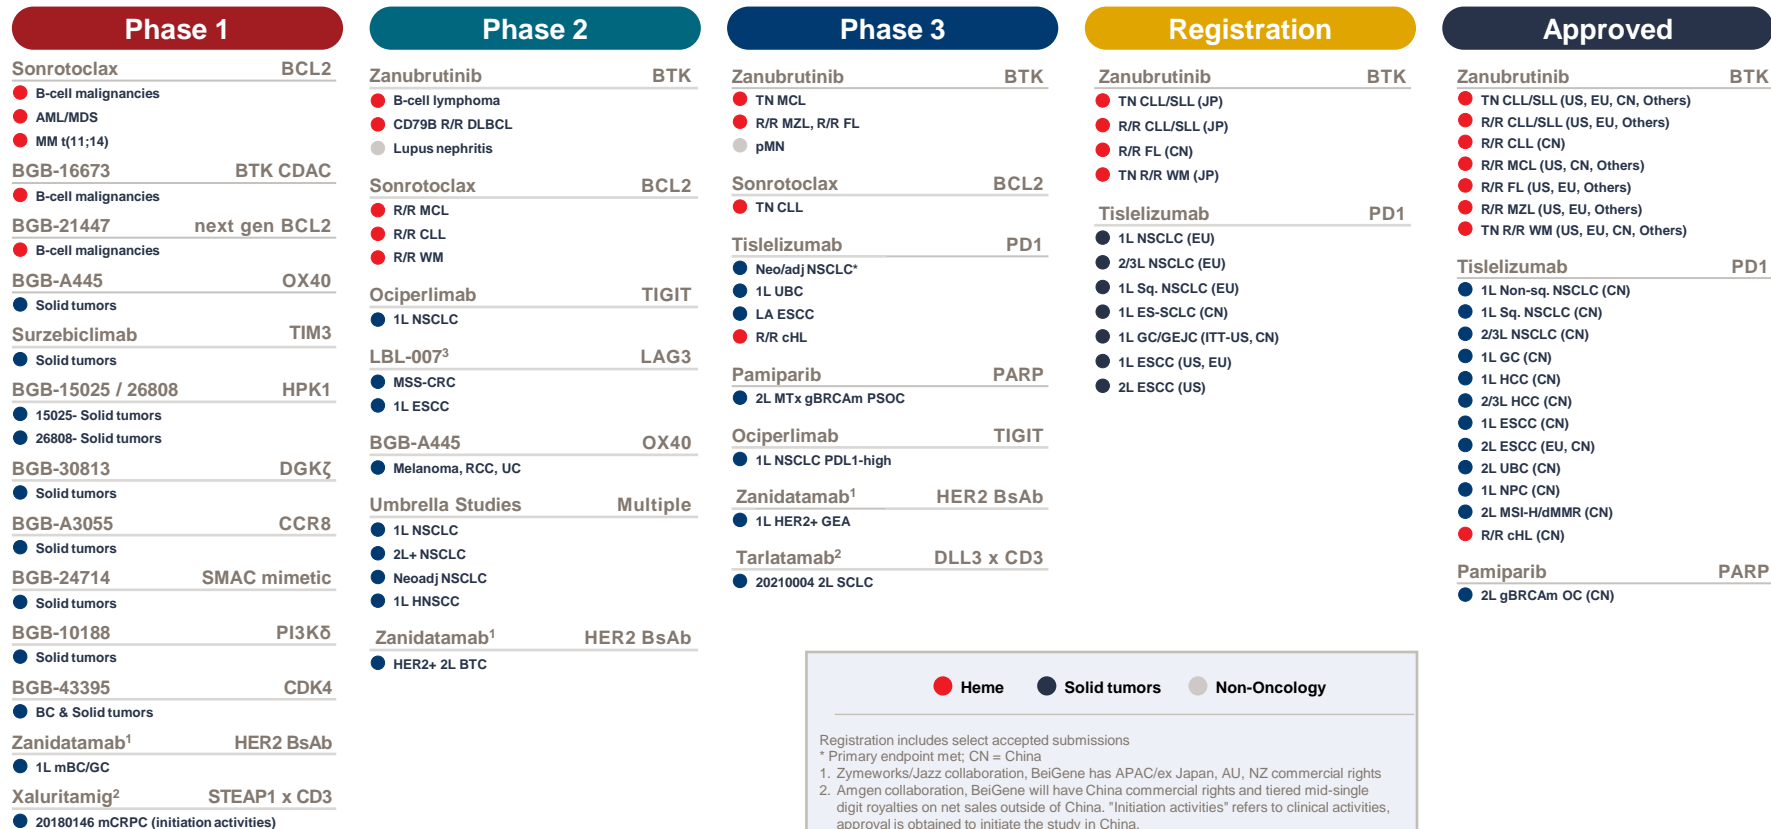 Phase 1
Sonrotoclax BCL2
B-cell malignancies
AML/MDS
MM t(11;14)
BGB-16673 BTK CDAC
B-cell malignancies
BGB-21447 next gen BCL2
B-cell malignancies
BGB-A445 OX40
Solid tumors
Surzebiclimab TIM3
Solid tumors
BGB-15025 / 26808 HPK1
15025- Solid tumors
26808- Solid tumors
BGB-30813 DGKζ
Solid tumors
BGB-A3055 CCR8
Solid tumors
BGB-24714 SMAC mimetic
Solid tumors
BGB-10188 PI3Kδ
Solid tumors
BGB-43395 CDK4
BC & Solid tumors
Zanidatamab¹ HER2 BsAb
1L mBC/GC
Xaluritamig² STEAP1 x CD3
20180146 mCRPC (initiation activities)
Phase 2
Zanubrutinib BTK
B-cell lymphoma
CD79B R/R DLBCL
Lupus nephritis
Sonrotoclax BCL2
R/R MCL
R/R CLL
R/R WM
Ociperlimab TIGIT
1L NSCLC
LBL-007³ LAG3
MSS-CRC
1L ESCC
BGB-A445 OX40
Melanoma, RCC, UC
Umbrella Studies Multiple
1L NSCLC
2L+ NSCLC
Neoadj NSCLC
1L HNSCC
Zanidatamab¹ HER2 BsAb
HER2+ 2L BTC
Phase 3
Zanubrutinib BTK
TN MCL
R/R MZL, R/R FL
pMN
Sonrotoclax BCL2
TN CLL
Tislelizumab PD1
Neo/adj NSCLC*
1L UBC
LA ESCC
R/R cHL
Pamiparib PARP
2L MTx gBRCAm PSOC
Ociperlimab TIGIT
1L NSCLC PDL1-high
Zanidatamab¹ HER2 BsAb
1L HER2+ GEA
Tarlatamab² DLL3 x CD3
20210004 2L SCLC
Registration
Zanubrutinib BTK
TN CLL/SLL (JP)
R/R CLL/SLL (JP)
R/R FL (CN)
TN R/R WM (JP)
Tislelizumab PD1
1L NSCLC (EU)
2/3L NSCLC (EU)
1L Sq. NSCLC (EU)
1L ES-SCLC (CN)
1L GC/GEJC (ITT-US, CN)
1L ESCC (US, EU)
2L ESCC (US)
Approved
Zanubrutinib BTK
TN CLL/SLL (US, EU, CN, Others)
R/R CLL/SLL (US, EU, Others)
R/R CLL (CN)
R/R MCL (US, CN, Others)
R/R FL (US, EU, Others)
R/R MZL (US, EU, Others)
TN R/R WM (US, EU, CN, Others)
Tislelizumab PD1
1L Non-sq. NSCLC (CN)
1L Sq. NSCLC (CN)
2/3L NSCLC (CN)
1L GC (CN)
1L HCC (CN)
2/3L HCC (CN)
1L ESCC (CN)
2L ESCC (EU, CN)
2L UBC (CN)
1L NPC (CN)
2L MSI-H/dMMR (CN)
R/R cHL (CN)
Pamiparib PARP
2L gBRCAm OC (CN)
Heme Solid tumors Non-Oncology
Registration includes select accepted submissions
* Primary endpoint met; CN = China
1. Zymeworks/Jazz collaboration, BeiGene has APAC/ex Japan, AU, NZ commercial rights
2. Amgen collaboration, BeiGene will have China commercial rights and tiered mid-single
digit royalties on net sales outside of China. "Initiation activities" refers to clinical activities,
approval is obtained to initiate the study in China.